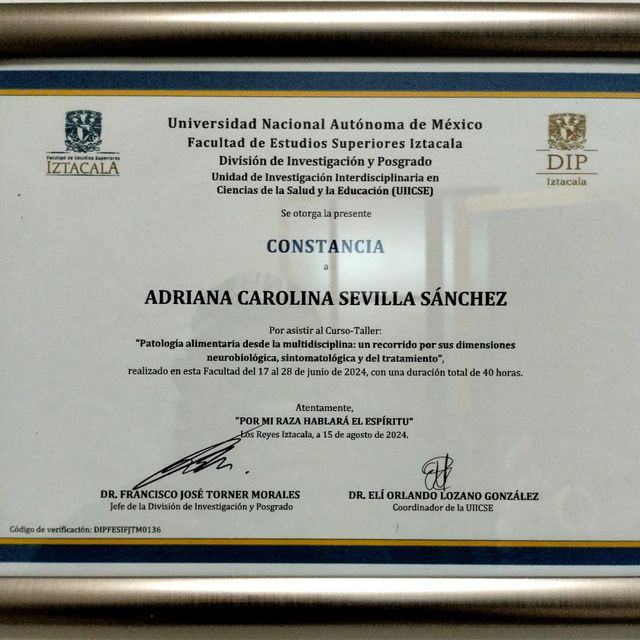 Universidad Nacional Autónoma de México
Facultad de Estudios Superiores Iztacala
División de Investigación y Posgrado
Unidad de Investigación Interdisciplinaria en
Ciencias de la Salud y la Educación (UIICSE)
Facultad de Estudios Superiores
IZTACALA
DIP
Iztacala
Se otorga la presente
CONSTANCIA
a
ADRIANA CAROLINA SEVILLA SÁNCHEZ
Por asistir al Curso-Taller:
"Patología alimentaria desde la multidisciplina: un recorrido por sus dimensiones
neurobiológica, sintomatológica y del tratamiento",
realizado en esta Facultad del 17 al 28 de junio de 2024, con una duración total de 40 horas.
Atentamente,
"POR MI RAZA HABLARÁ EL ESPÍRITU"
Los Reyes Iztacala, a 15 de agosto de 2024.
DR. FRANCISCO JOSÉ TORNER MORALES
Jefe de la División de Investigación y Posgrado
DR. ELÍ ORLANDO LOZANO GONZÁLEZ
Coordinador de la UIICSE
Código de verificación: DIPFESIFJTM0136